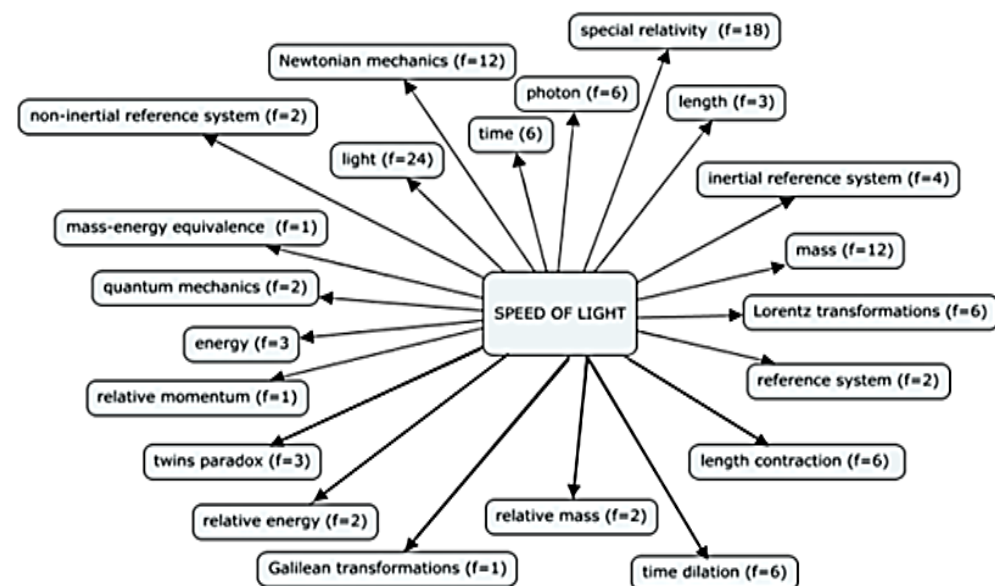 special relativity (f=18)
Newtonian mechanics (f=12)
photon (f=6)
length (f=3)
non-inertial reference system (f=2)
time (6)
light (f=24)
inertial reference system (f=4)
mass-energy equivalence (f=1)
mass (f=12)
quantum mechanics (f=2)
SPEED OF LIGHT
Lorentz transformations (f=6)
energy (f=3
reference system (f=2)
relative momentum (f=1)
twins paradox (f=3)
length contraction (f=6)
relative energy (f=2)
relative mass (f=2)
Galilean transformations (f=1)
time dilation (f=6)